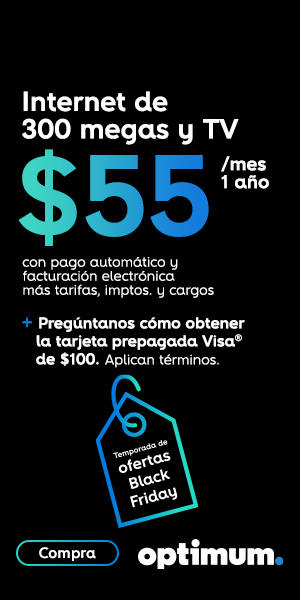 Internet de
300 megas y TV
$55
/mes
1 año
con pago automático y
facturación electrónica
más tarifas, imptos. y cargos
+ Pregúntanos cómo obtener
la tarjeta prepagada Visa®
de $100. Aplican términos.
Temporada de
ofertas
Black
Friday
Compra
optimum.